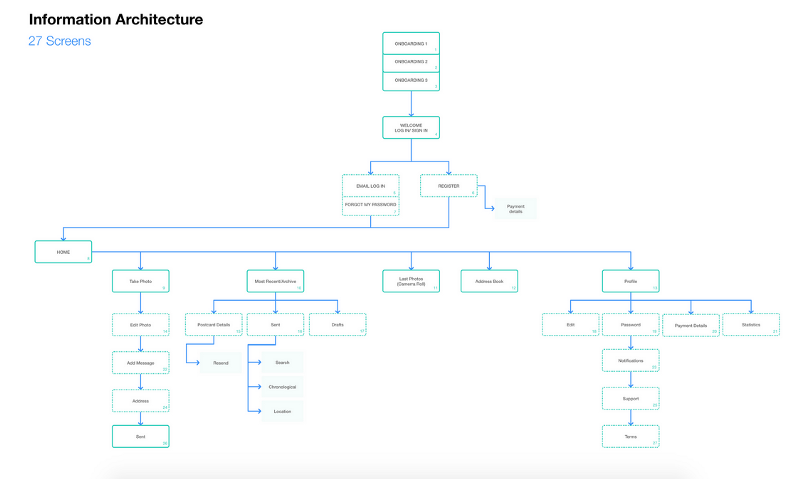 Information Architecture
27 Screens
ONBOARDING 1
1
ONBOARDING 2
2
ONBOARDING 3
3
WELCOME
LOG IN/ SIGN IN
4
EMAIL LOG IN
5
REGISTER
6
FORGOT MY PASSWORD
7
Payment
details
HOME
8
Take Photo
9
Most Recent/Archive
10
Last Photos
(Camera Roll)
11
Address Book
12
Profile
13
Edit Photo
14
Postcard Details
15
Sent
16
Drafts
17
Edit
18
Password
19
Payment Details
20
Statistics
21
Resend
Search
Chronological
Location
Add Message
22
Notifications
Address
24
Support
Sent
Terms
27